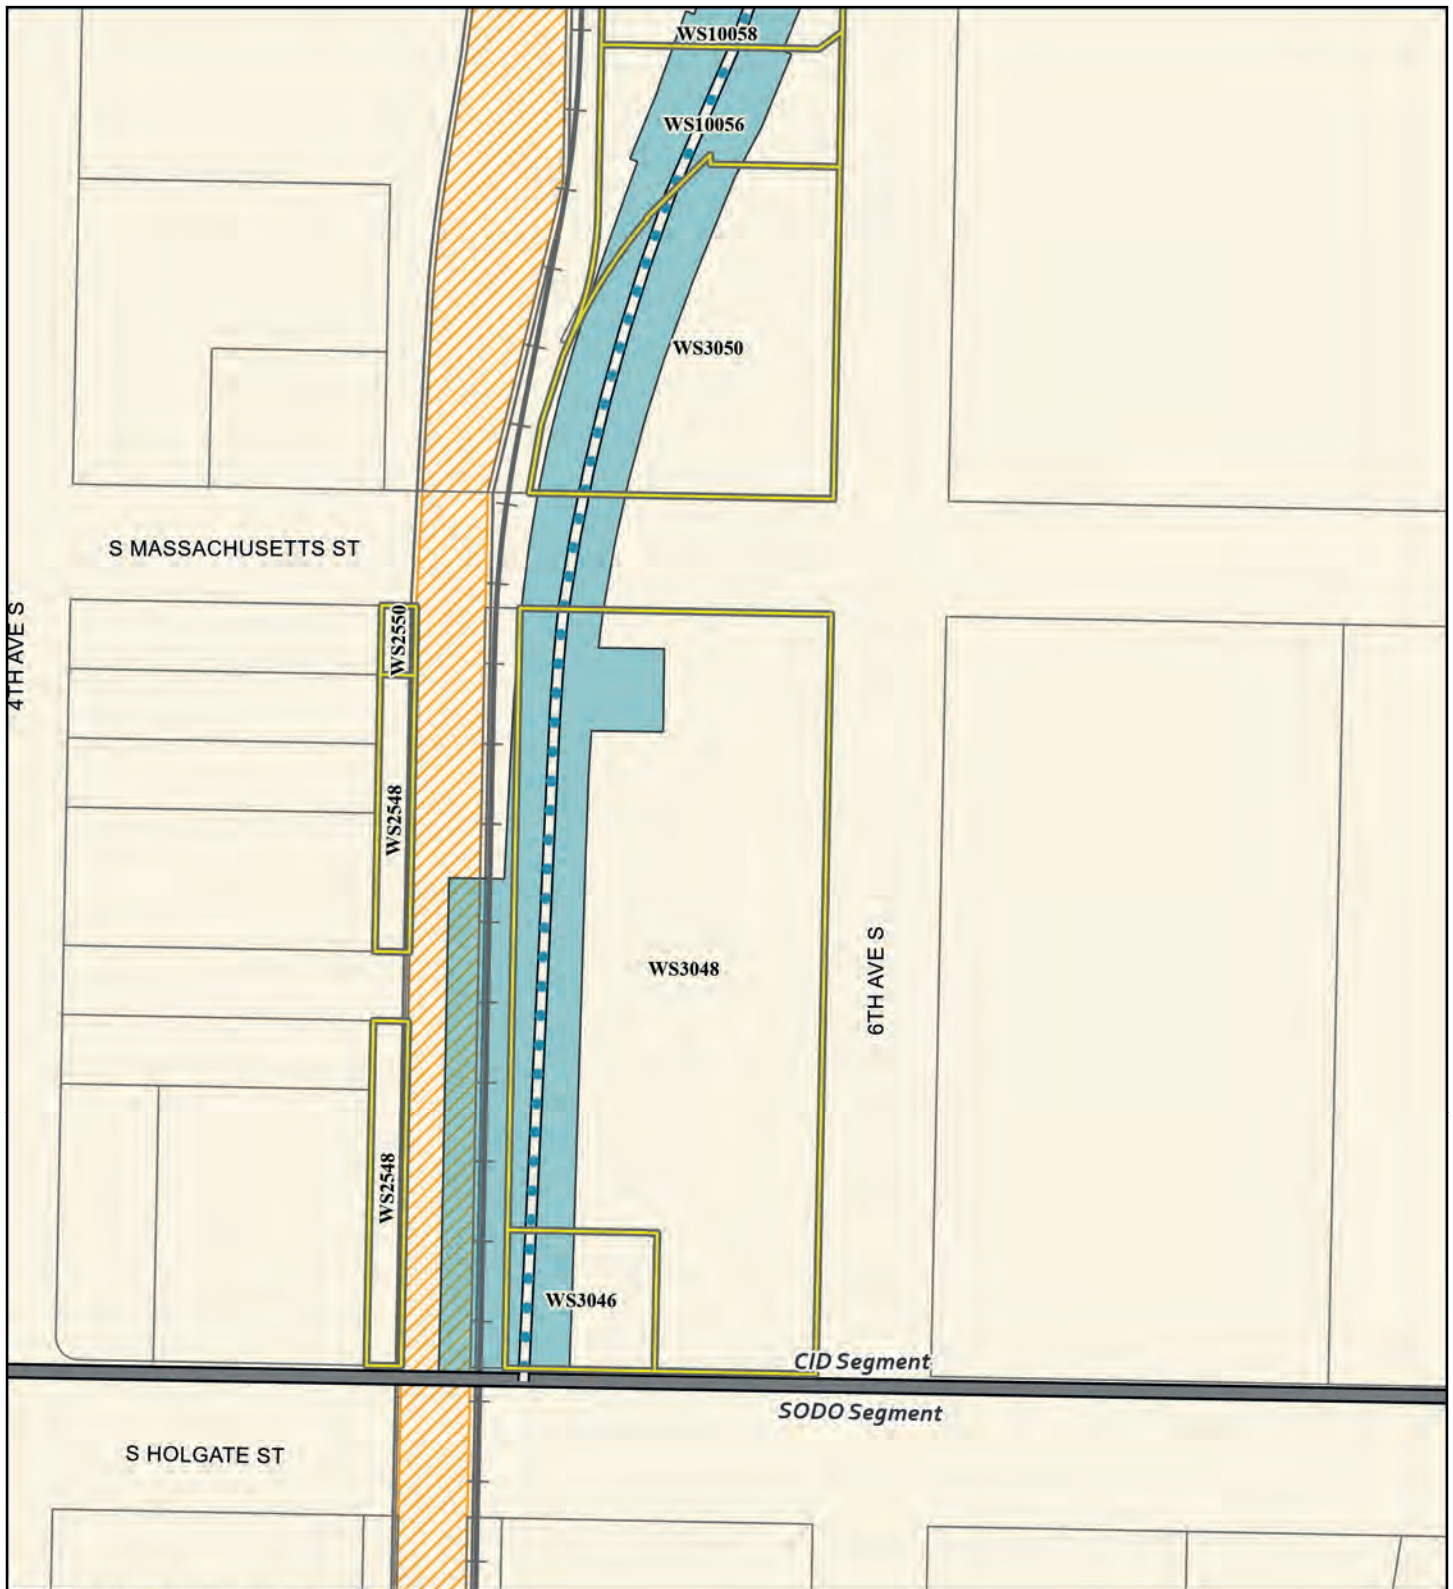 WS10058
WS10056
WS3050
S MASSACHUSETTS ST
4TH AVE S
WS2550
WS2548
WS3048
6TH AVE S
WS2548
WS3046
CID Segment
SODO Segment
S HOLGATE ST